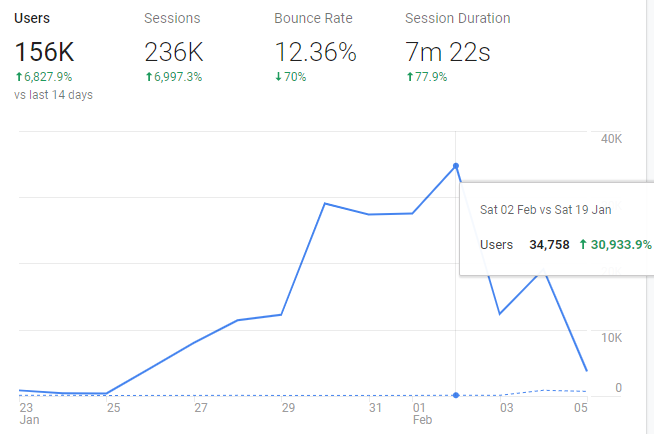 Users Sessions Bounce Rate Session Duration
156K 236K 12.36% 7m 22s
↑6,827.9% ↑6,997.3% ↓70% ↑77.9%
vs last 14 days
40K
Sat 02 Feb vs Sat 19 Jan
Users 34,758 ↑ 30,933.9%
10K
0
23 25 27 29 31 01 03 05
Jan Feb